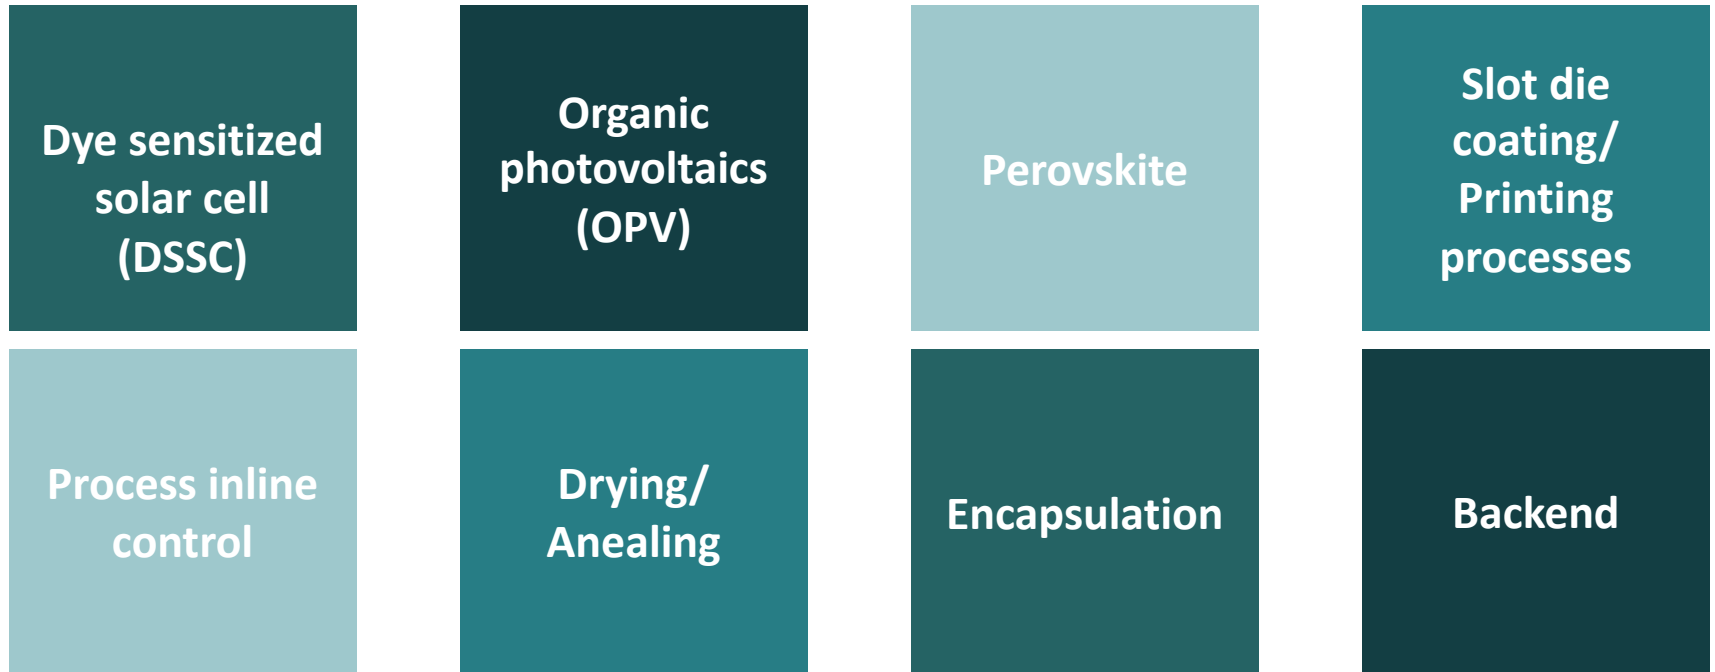 Dye sensitized
solar cell
(DSSC)
Organic
photovoltaics
(OPV)
Perovskite
Slot die
coating/
Printing
processes
Process inline
control
Drying/
Anealing
Encapsulation
Backend